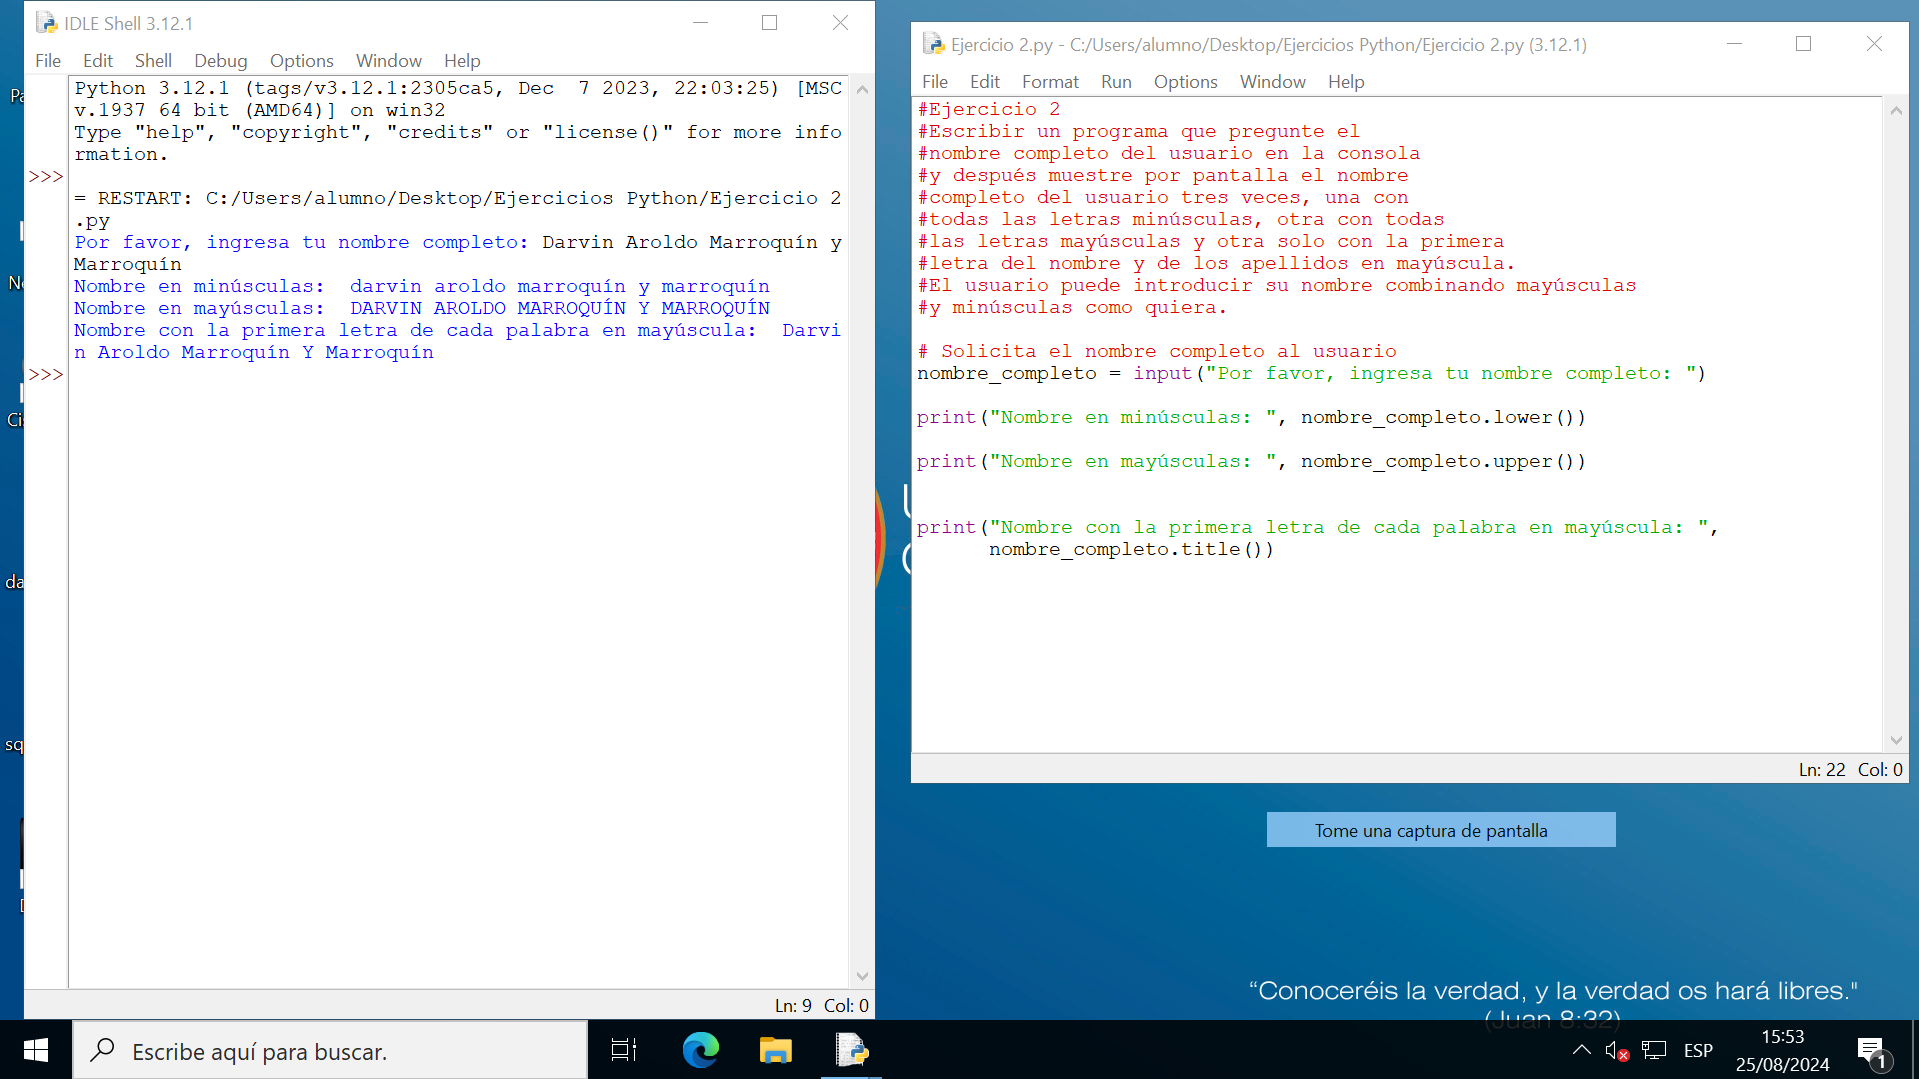 IDLE Shell 3.12.1
File Edit Shell Debug Options Window Help
Python 3.12.1 (tags/v3.12.1:2305ca5, Dec  7 2023, 22:03:25) [MSC
v.1937 64 bit (AMD64)] on win32
Type "help", "copyright", "credits" or "license()" for more info
rmation.
>>>
= RESTART: C:/Users/alumno/Desktop/Ejercicios Python/Ejercicio 2
.py
Por favor, ingresa tu nombre completo: Darvin Aroldo Marroquín y
Marroquín
Nombre en minúsculas:  darvin aroldo marroquín y marroquín
Nombre en mayúsculas:  DARVIN AROLDO MARROQUÍN Y MARROQUÍN
Nombre con la primera letra de cada palabra en mayúscula:  Darvi
n Aroldo Marroquín Y Marroquín
>>>
Ln: 9 Col: 0
Ejercicio 2.py - C:/Users/alumno/Desktop/Ejercicios Python/Ejercicio 2.py (3.12.1)
File Edit Format Run Options Window Help
#Ejercicio 2
#Escribir un programa que pregunte el
#nombre completo del usuario en la consola
#y después muestre por pantalla el nombre
#completo del usuario tres veces, una con
#todas las letras minúsculas, otra con todas
#las letras mayúsculas y otra solo con la primera
#letra del nombre y de los apellidos en mayúscula.
#El usuario puede introducir su nombre combinando mayúsculas
#y minúsculas como quiera.
# Solicita el nombre completo al usuario
nombre_completo = input("Por favor, ingresa tu nombre completo: ")
print("Nombre en minúsculas: ", nombre_completo.lower())
print("Nombre en mayúsculas: ", nombre_completo.upper())
print("Nombre con la primera letra de cada palabra en mayúscula: ",
      nombre_completo.title())
Ln: 22 Col: 0
Tome una captura de pantalla
“Conoceréis la verdad, y la verdad os hará libres."
(Juan 8:32)
Escribe aquí para buscar.
ESP
15:53
25/08/2024
1